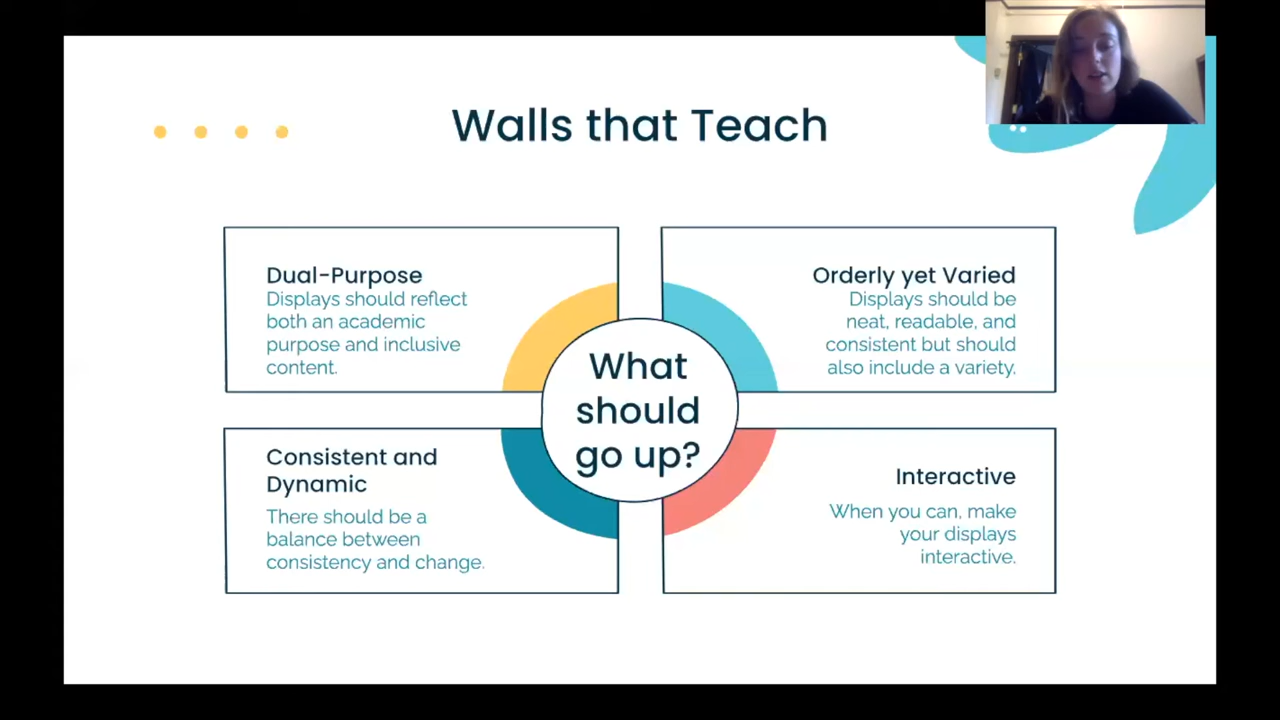 Walls that Teach
Dual-Purpose
Displays should reflect
both an academic
purpose and inclusive
content.
Orderly yet Varied
Displays should be
neat, readable, and
consistent but should
also include a variety.
What
should
go up?
Consistent and
Dynamic
There should be a
balance between
consistency and change.
Interactive
When you can, make
your displays
interactive.